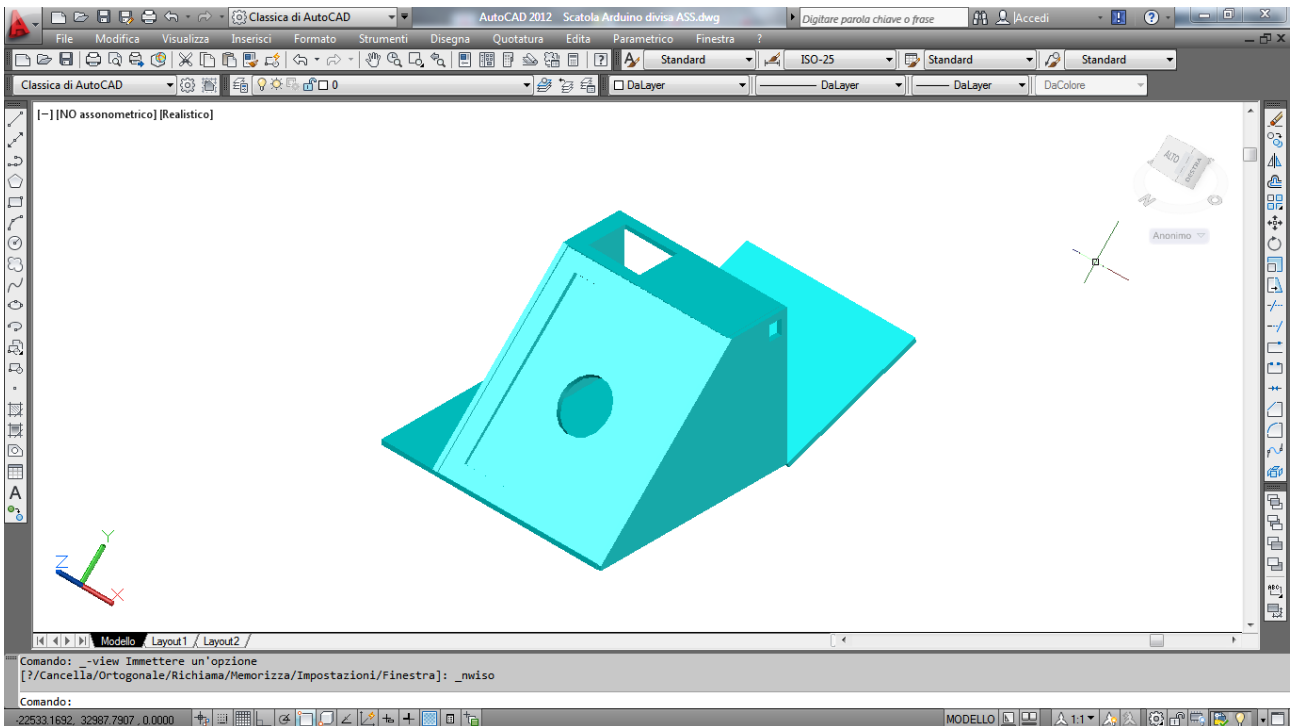 Classica di AutoCAD
AutoCAD 2012 Scatola Arduino divisa ASS.dwg
Digitare parola chiave o frase
Accedi
File Modifica Visualizza Inserisci Formato Strumenti Disegna Quotatura Edita Parametrico Finestra ?
Standard ISO-25 Standard Standard
Classica di AutoCAD 0 DaLayer DaLayer DaLayer DaColore
[−] [NO assonometrico] [Realistico]
ALTO
DESTRA
N
O
Anonimo
Y
Z
X
A
ABC
Modello Layout1 Layout2
Comando: _-view Immettere un'opzione
[?/Cancella/Ortogonale/Richiama/Memorizza/Impostazioni/Finestra]: _nwiso
Comando:
-22533.1692, 32987.7907, 0.0000 MODELLO 1:1